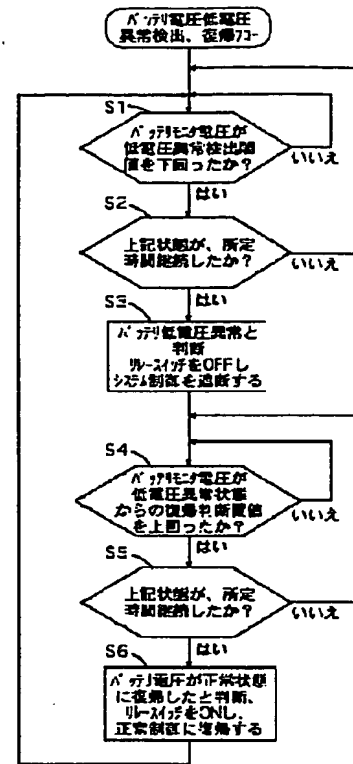 バッテリ電圧低電圧
異常検出、復帰フロー
S1
バッテリモニタ電圧が
低電圧異常検出閾
値を下回ったか？
いいえ
はい
S2
上記状態が、所定
時間継続したか？
いいえ
はい
S3
バッテリ低電圧異常と
判断
リレースイッチをOFFし
システム制御を遮断する
S4
バッテリモニタ電圧が
低電圧異常状態
からの復帰判断閾値
を上回ったか？
いいえ
はい
S5
上記状態が、所定
時間継続したか？
いいえ
はい
S6
バッテリ電圧が正常状態
に復帰したと判断、
リレースイッチをONし、
正常制御に復帰する